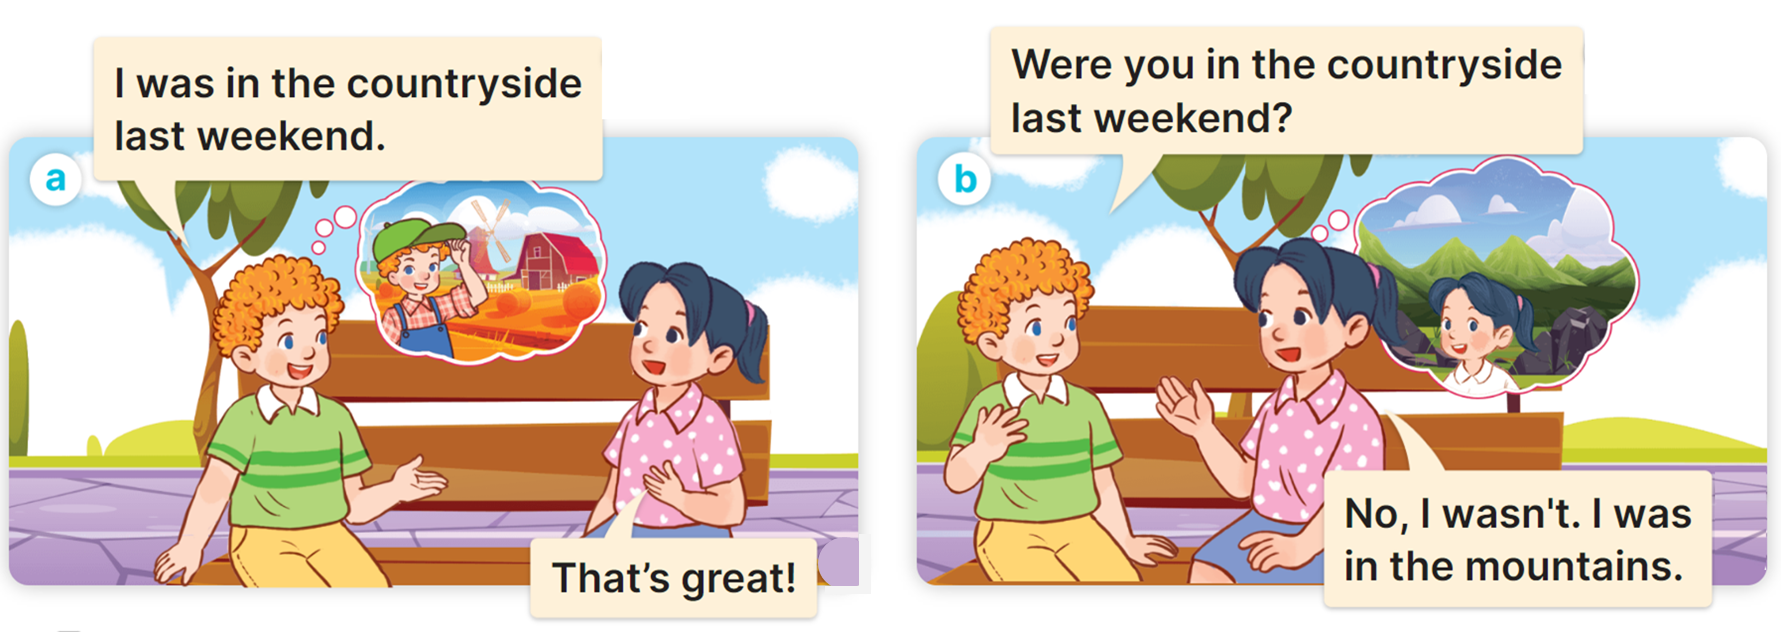 a
I was in the countryside
last weekend.
That’s great!
b
Were you in the countryside
last weekend?
No, I wasn't. I was
in the mountains.